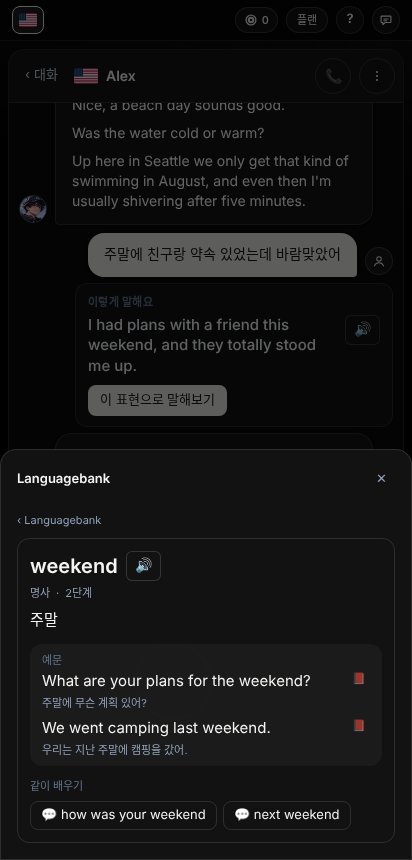 0
플랜
?
‹ 대화
Alex
Nice, a beach day sounds good.
Was the water cold or warm?
Up here in Seattle we only get that kind of
swimming in August, and even then I'm
usually shivering after five minutes.
주말에 친구랑 약속 있었는데 바람맞았어
이렇게 말해요
I had plans with a friend this
weekend, and they totally stood
me up.
이 표현으로 말해보기
Languagebank
×
‹ Languagebank
weekend
명사 · 2단계
주말
예문
What are your plans for the weekend?
주말에 무슨 계획 있어?
We went camping last weekend.
우리는 지난 주말에 캠핑을 갔어.
같이 배우기
how was your weekend
next weekend